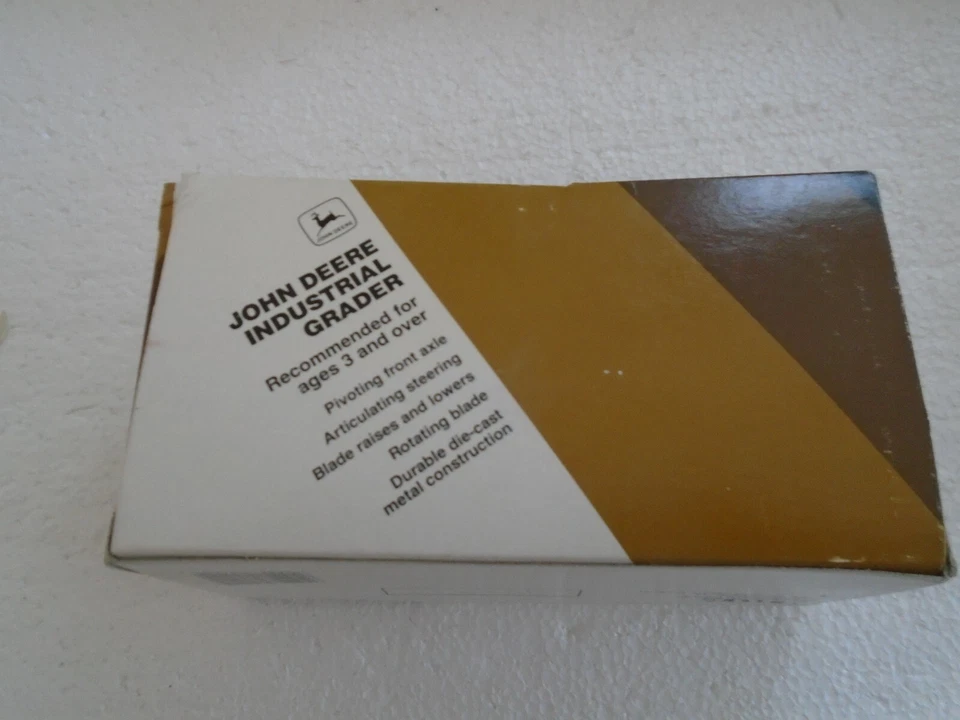 JOHN DEERE
JOHN DEERE
INDUSTRIAL
GRADER
Recommended for
ages 3 and over
Pivoting front axle
Articulating steering
Blade raises and lowers
Rotating blade
Durable die-cast
metal construction